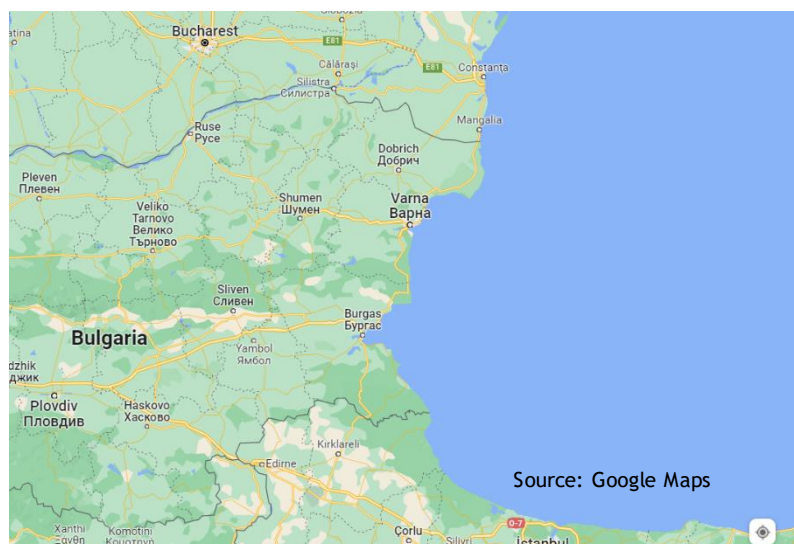 Bucharest
E81
Călărași
E81
Constanța
Silistra
Силистра
Mangalia
Ruse
Русе
Dobrich
Добрич
Pleven
Плевен
Veliko
Tarnovo
Велико
Търново
Shumen
Шумен
Varna
Варна
Sliven
Сливен
Burgas
Бургас
Bulgaria
Yambol
Ямбол
Plovdiv
Пловдив
Haskovo
Хасково
Kırklareli
Edirne
Source: Google Maps
O-7
Xanthi
Komotini
Çorlu
Silivri
İstanbul